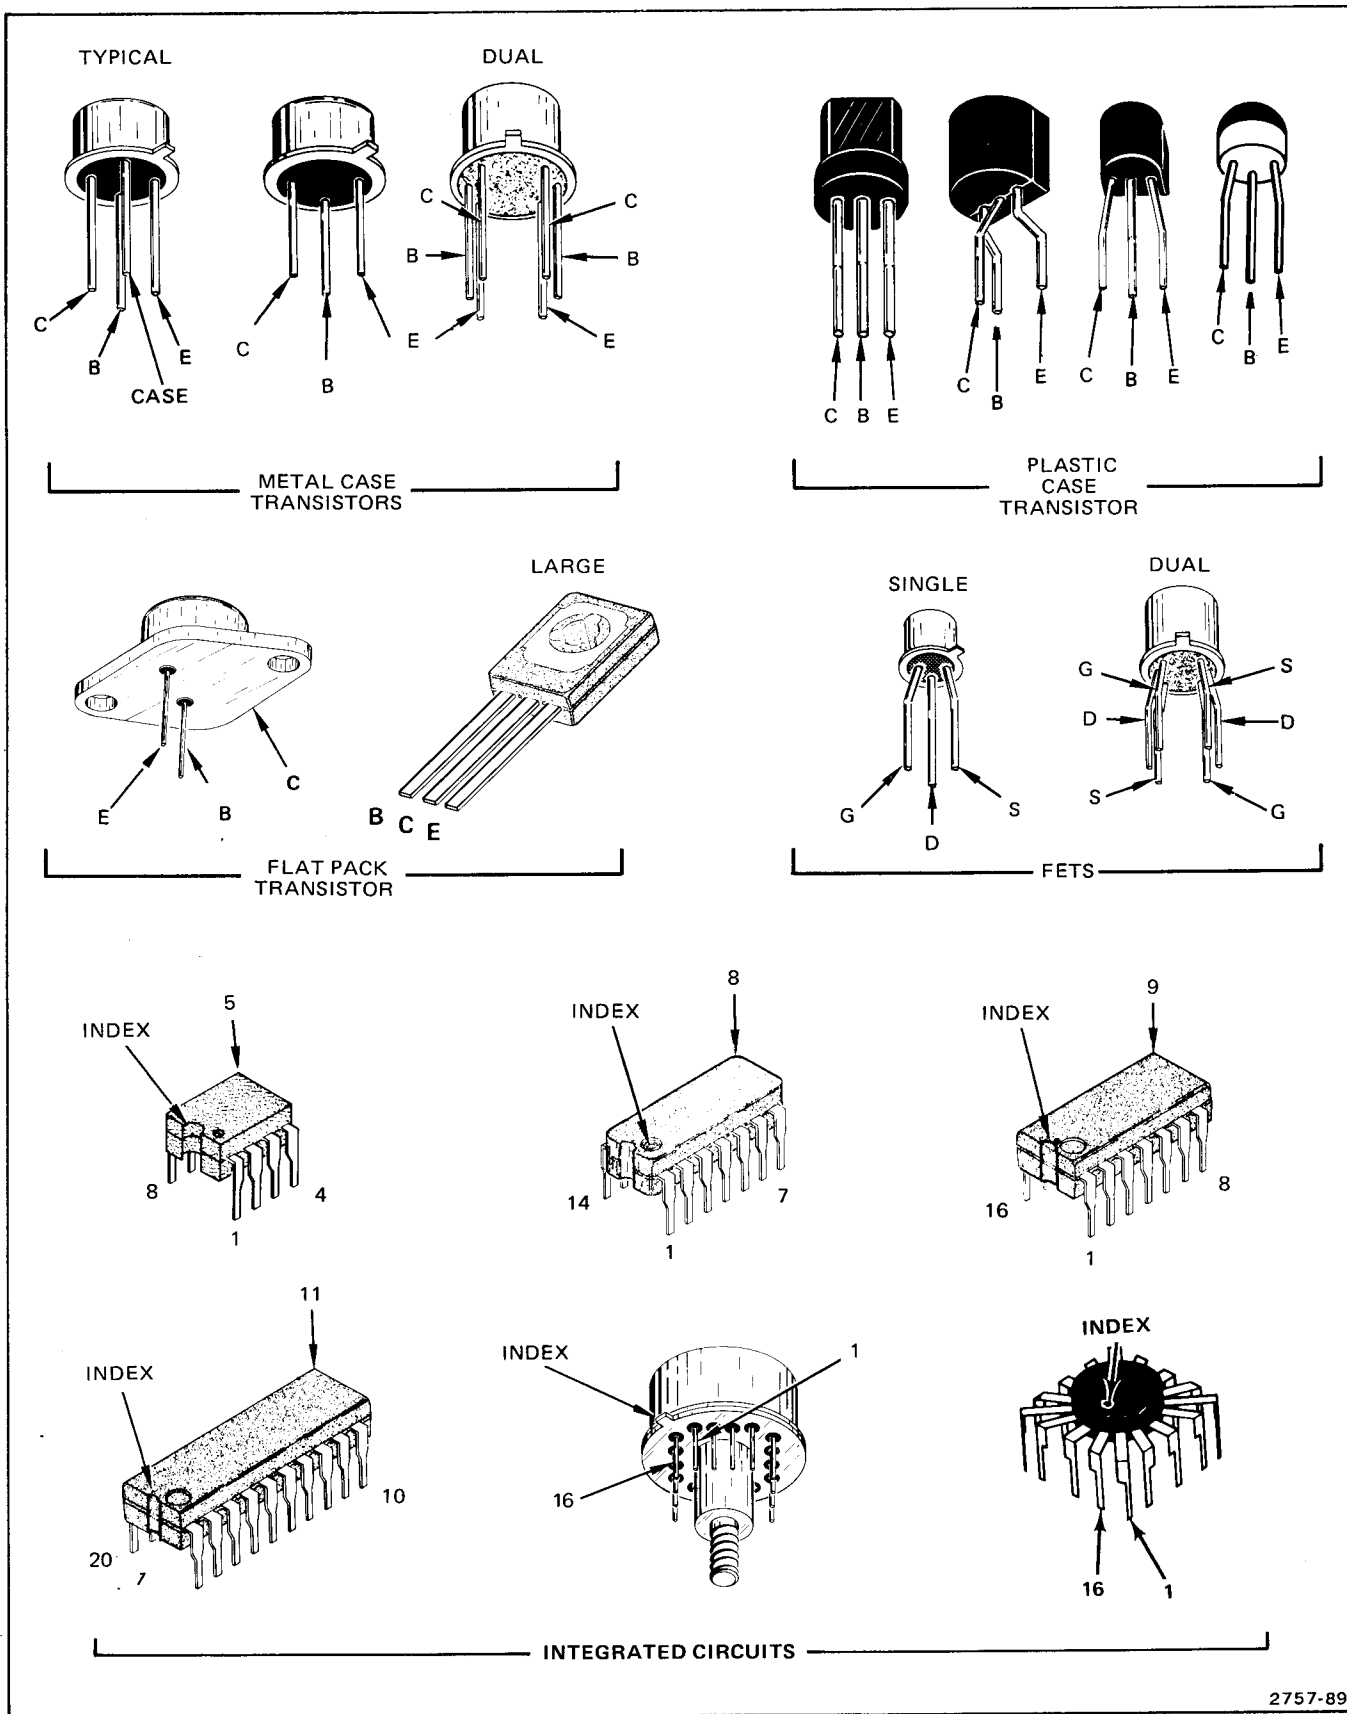 TYPICAL
DUAL
C
B
E
CASE
C
B
E
C
C
B
B
E
E
C
B
E
C
B
E
C
B
E
C
B
E
METAL CASE
TRANSISTORS
PLASTIC
CASE
TRANSISTOR
LARGE
SINGLE
DUAL
E
B
C
B
C
E
G
D
S
G
S
D
D
S
G
FLAT PACK
TRANSISTOR
FETS
INDEX
5
8
4
1
INDEX
8
14
7
1
INDEX
9
16
8
1
INDEX
11
20
1
10
INDEX
1
16
INDEX
16
1
INTEGRATED CIRCUITS
2757-89